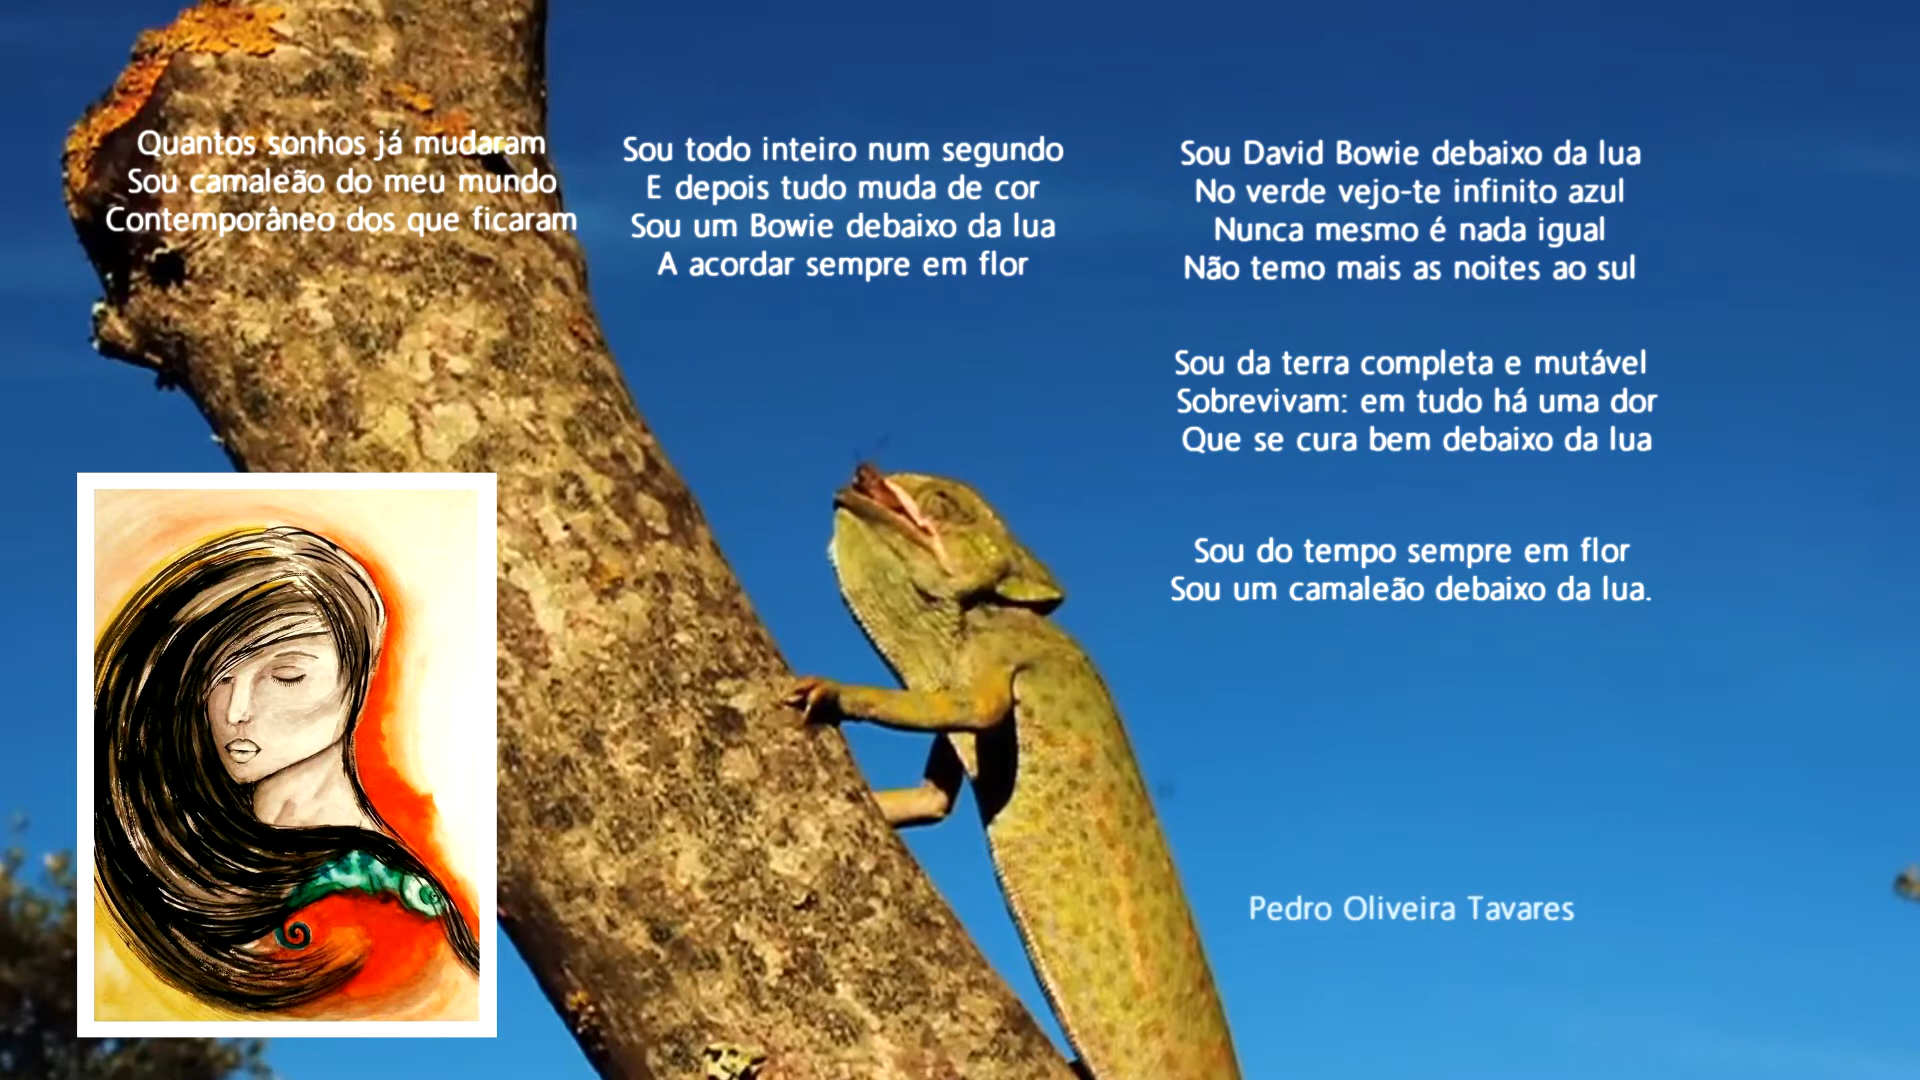 Quantos sonhos já mudaram
Sou camaleão do meu mundo
Contemporâneo dos que ficaram
Sou todo inteiro num segundo
E depois tudo muda de cor
Sou um Bowie debaixo da lua
A acordar sempre em flor
Sou David Bowie debaixo da lua
No verde vejo-te infinito azul
Nunca mesmo é nada igual
Não temo mais as noites ao sul
Sou da terra completa e mutável
Sobrevivam: em tudo há uma dor
Que se cura bem debaixo da lua
Sou do tempo sempre em flor
Sou um camaleão debaixo da lua.
Pedro Oliveira Tavares